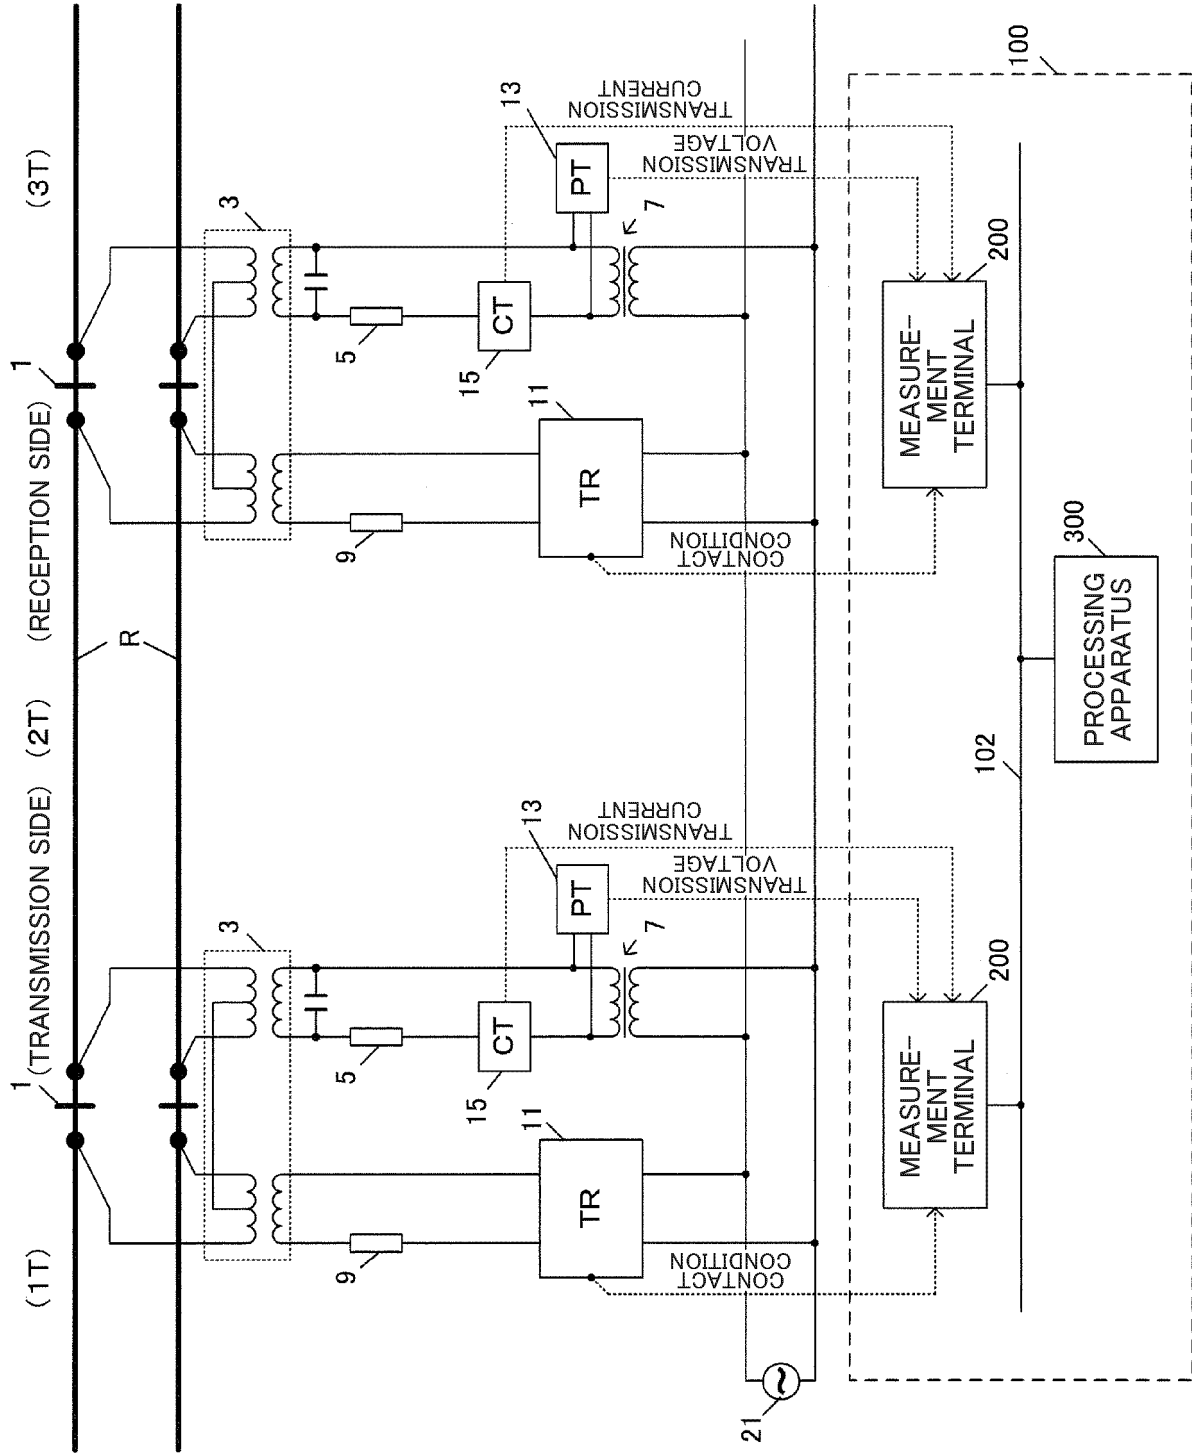 (1T)
1
(TRANSMISSION SIDE)
(2T)
(RECEPTION SIDE)
1
(3T)
R
3
3
9
5
9
5
TR
11
CT
15
PT
13
7
TR
11
CT
15
PT
13
7
CONTACT
CONDITION
TRANSMISSION
VOLTAGE
TRANSMISSION
CURRENT
CONTACT
CONDITION
TRANSMISSION
VOLTAGE
TRANSMISSION
CURRENT
21
MEASURE-
MENT
TERMINAL
200
MEASURE-
MENT
TERMINAL
200
100
102
PROCESSING
APPARATUS
300